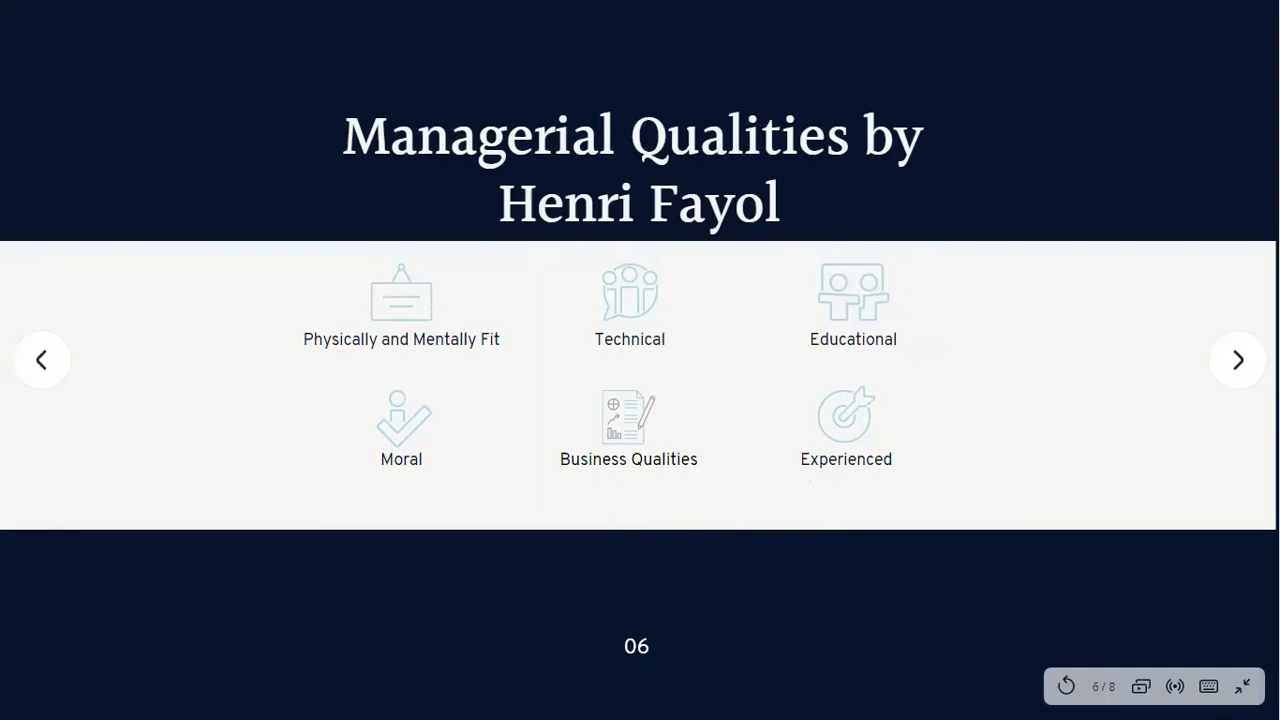 Managerial Qualities by
Henri Fayol
Physically and Mentally Fit
Technical
Educational
Moral
Business Qualities
Experienced
06
6 / 8